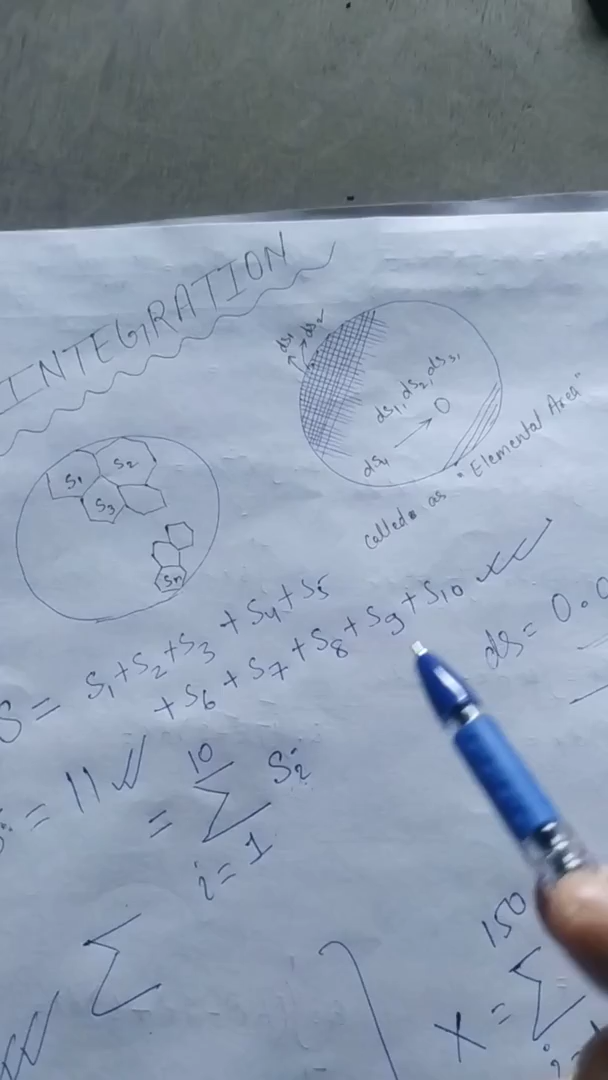 INTEGRATION
ds1 ds2
ds1, ds2, ds3,
ds4 → 0
called as "Elemental Area"
S1 S2
S3
Sn
S = S1+S2+S3 + S4+S5
+ S6 + S7 + S8 + S9 + S10
ds = 0.0
= 11
10
= Σ Si
i = 1
Σ
150
X = Σ
i